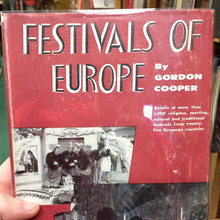 FESTIVALS OF
EUROPE
By
GORDON
COOPER
Details of more than
1,200 religious, sporting,
cultural and traditional
festivals from twenty-
five European countries